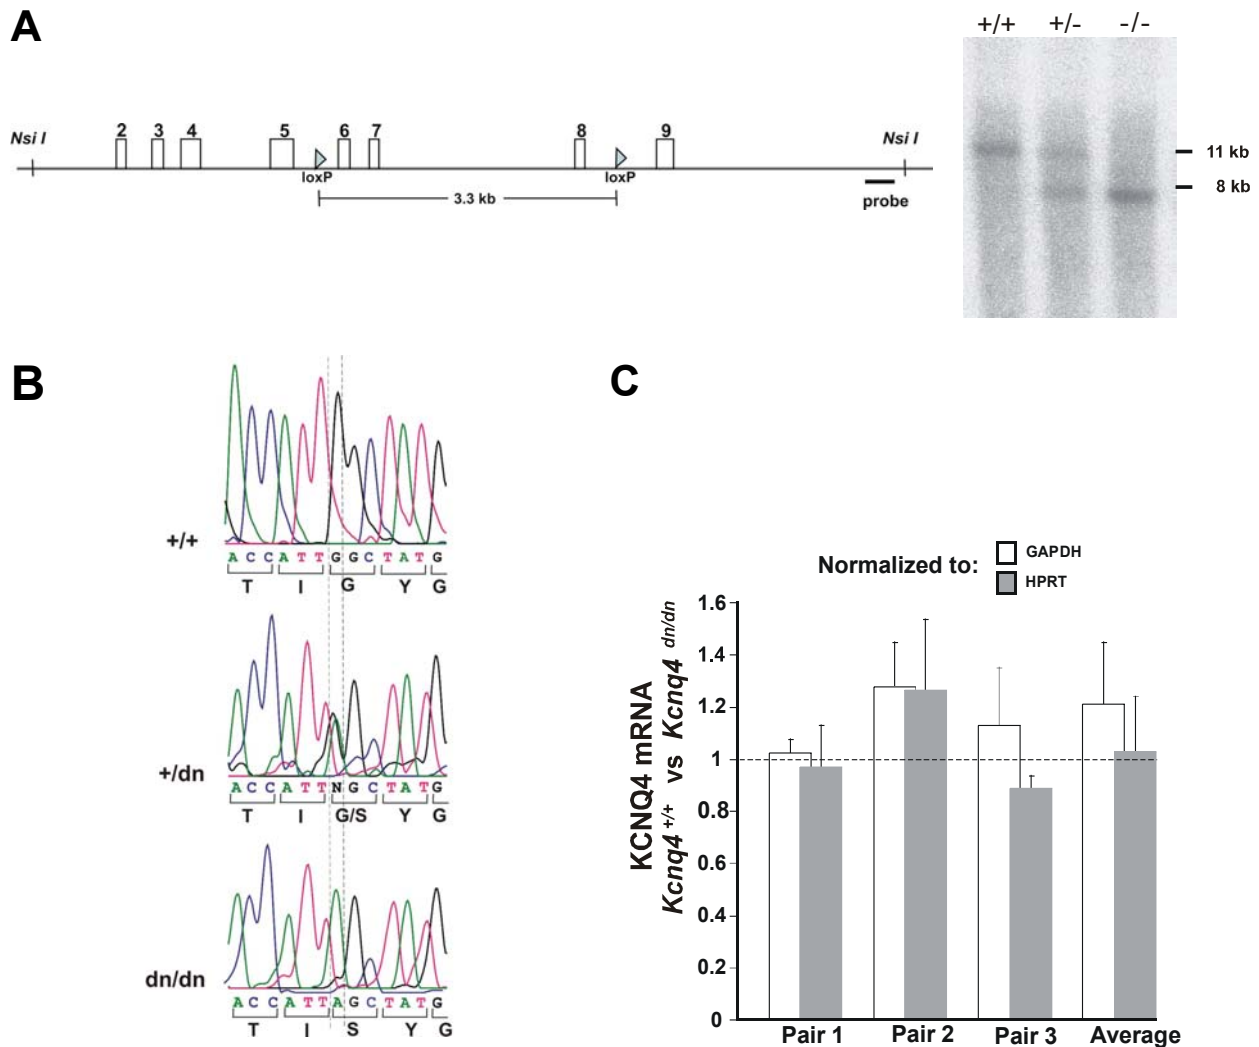 A
+/+ +/- -/-
Nsi I 2 3 4 5 6 7 8 9 Nsi I
loxP loxP
3.3 kb
probe
11 kb
8 kb
B
+/+
A C C A T T G G C T A T G
T I G Y G
+/dn
A C C A T T N G C T A T G
T I G/S Y G
dn/dn
A C C A T T A G C T A T G
T I S Y G
C
Normalized to:
GAPDH
HPRT
KCNQ4 mRNA
Kcnq4 +/+ vs Kcnq4 dn/dn
1.6
1.4
1.2
1
0.8
0.6
0.4
0.2
0
Pair 1 Pair 2 Pair 3 Average